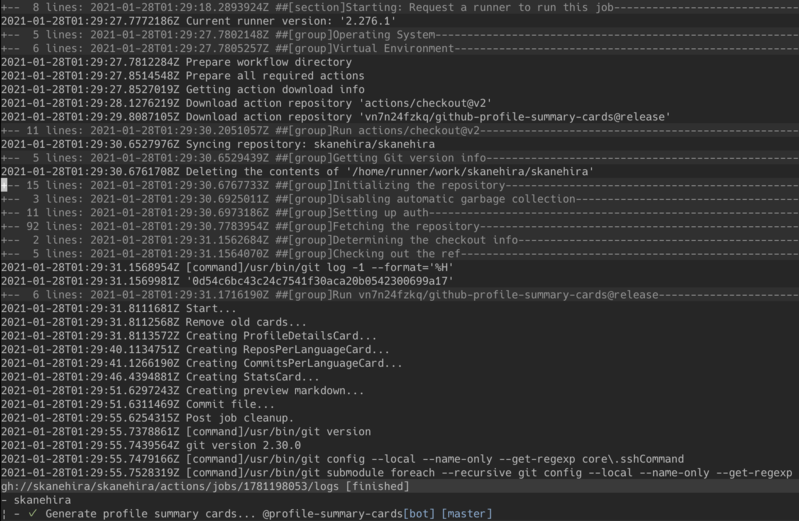 +--  8 lines: 2021-01-28T01:29:18.2893924Z ##[section]Starting: Request a runner to run this job-----------------------------
2021-01-28T01:29:27.7772186Z Current runner version: '2.276.1'
+--  5 lines: 2021-01-28T01:29:27.7802148Z ##[group]Operating System---------------------------------------------------------
+--  6 lines: 2021-01-28T01:29:27.7805257Z ##[group]Virtual Environment------------------------------------------------------
2021-01-28T01:29:27.7812284Z Prepare workflow directory
2021-01-28T01:29:27.8514548Z Prepare all required actions
2021-01-28T01:29:27.8527019Z Getting action download info
2021-01-28T01:29:28.1276219Z Download action repository 'actions/checkout@v2'
2021-01-28T01:29:29.8087105Z Download action repository 'vn7n24fzkq/github-profile-summary-cards@release'
+-- 11 lines: 2021-01-28T01:29:30.2051057Z ##[group]Run actions/checkout@v2--------------------------------------------------
2021-01-28T01:29:30.6527976Z Syncing repository: skanehira/skanehira
+--  5 lines: 2021-01-28T01:29:30.6529439Z ##[group]Getting Git version info-------------------------------------------------
2021-01-28T01:29:30.6761708Z Deleting the contents of '/home/runner/work/skanehira/skanehira'
+-- 15 lines: 2021-01-28T01:29:30.6767733Z ##[group]Initializing the repository----------------------------------------------
+--  3 lines: 2021-01-28T01:29:30.6925011Z ##[group]Disabling automatic garbage collection-----------------------------------
+-- 11 lines: 2021-01-28T01:29:30.6973186Z ##[group]Setting up auth----------------------------------------------------------
+-- 92 lines: 2021-01-28T01:29:30.7783954Z ##[group]Fetching the repository--------------------------------------------------
+--  2 lines: 2021-01-28T01:29:31.1562684Z ##[group]Determining the checkout info--------------------------------------------
+--  5 lines: 2021-01-28T01:29:31.1564070Z ##[group]Checking out the ref-----------------------------------------------------
2021-01-28T01:29:31.1568954Z [command]/usr/bin/git log -1 --format='%H'
2021-01-28T01:29:31.1569981Z '0d54c6bc43c24c7541f30aca20b0542300699a17'
+--  6 lines: 2021-01-28T01:29:31.1716190Z ##[group]Run vn7n24fzkq/github-profile-summary-cards@release----------------------
2021-01-28T01:29:31.8111681Z Start...
2021-01-28T01:29:31.8112568Z Remove old cards...
2021-01-28T01:29:31.8113572Z Creating ProfileDetailsCard...
2021-01-28T01:29:40.1134751Z Creating ReposPerLanguageCard...
2021-01-28T01:29:41.1266190Z Creating CommitsPerLanguageCard...
2021-01-28T01:29:46.4394881Z Creating StatsCard...
2021-01-28T01:29:51.6297243Z Creating preview markdown...
2021-01-28T01:29:51.6311469Z Commit file...
2021-01-28T01:29:55.6254315Z Post job cleanup.
2021-01-28T01:29:55.7378861Z [command]/usr/bin/git version
2021-01-28T01:29:55.7439564Z git version 2.30.0
2021-01-28T01:29:55.7479166Z [command]/usr/bin/git config --local --name-only --get-regexp core\.sshCommand
2021-01-28T01:29:55.7528319Z [command]/usr/bin/git submodule foreach --recursive git config --local --name-only --get-regexp
gh://skanehira/skanehira/actions/jobs/1781198053/logs [finished]
- skanehira
¦ - ✓ Generate profile summary cards... @profile-summary-cards[bot] [master]